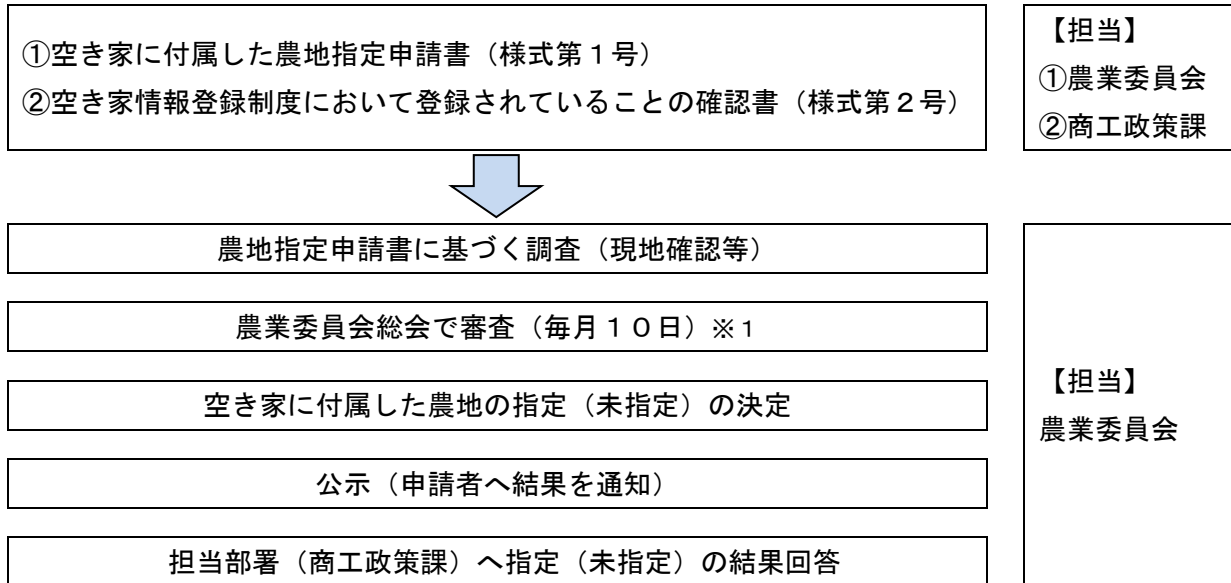 ①空き家に付属した農地指定申請書（様式第１号）
②空き家情報登録制度において登録されていることの確認書（様式第２号）
【担当】
①農業委員会
②商工政策課
農地指定申請書に基づく調査（現地確認等）
農業委員会総会で審査（毎月１０日）※1
空き家に付属した農地の指定（未指定）の決定
公示（申請者へ結果を通知）
担当部署（商工政策課）へ指定（未指定）の結果回答
【担当】
農業委員会